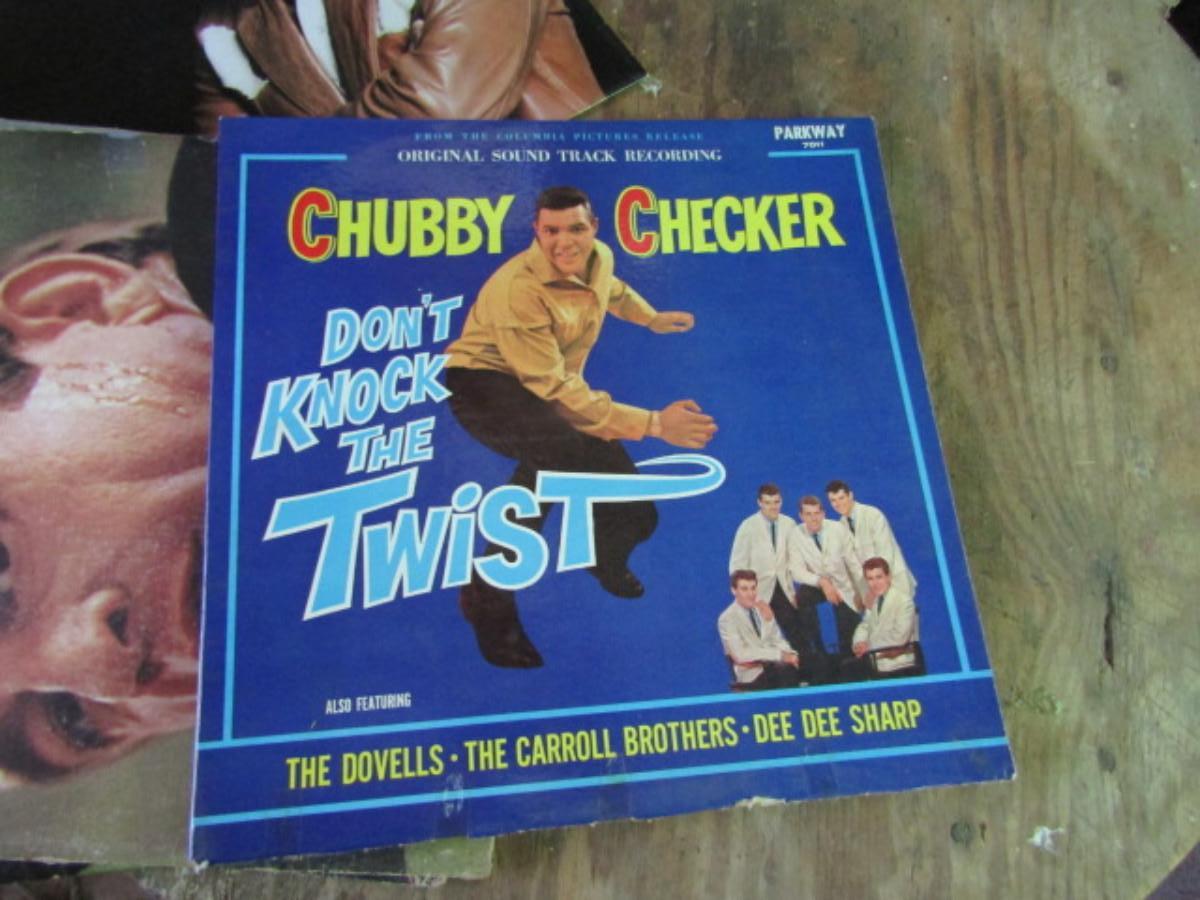 FROM THE COLUMBIA PICTURES RELEASE
ORIGINAL SOUND TRACK RECORDING
PARKWAY
7011
CHUBBY CHECKER
DON'T
KNOCK
THE
TWiST
ALSO FEATURING
THE DOVELLS • THE CARROLL BROTHERS • DEE DEE SHARP